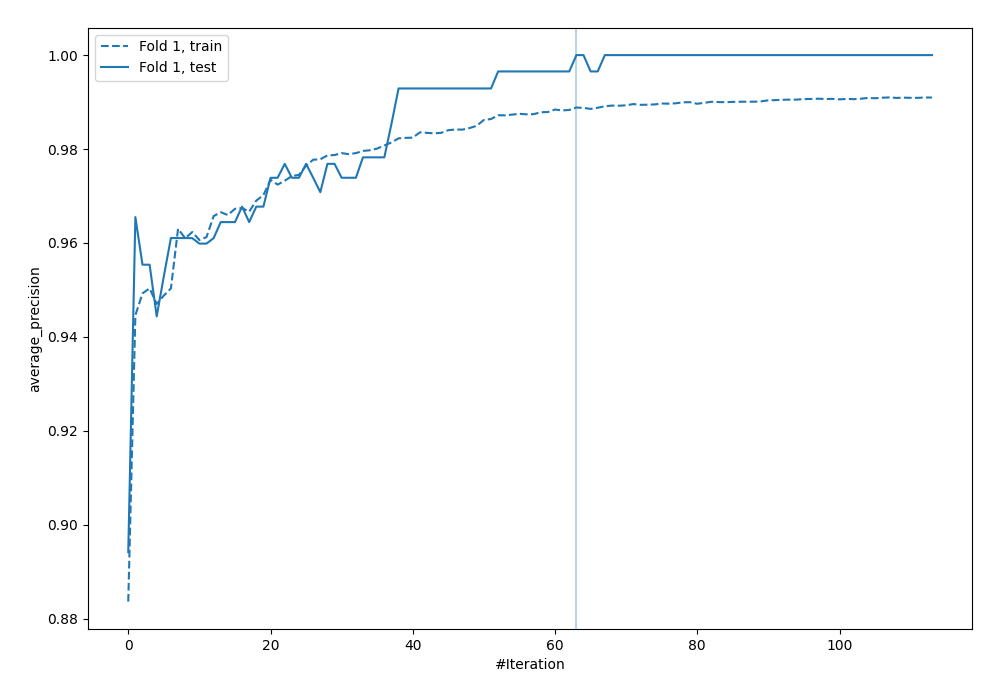 Fold 1, train
Fold 1, test
1.00
0.98
0.96
0.94
0.92
0.90
0.88
average_precision
0 20 40 60 80 100
#Iteration